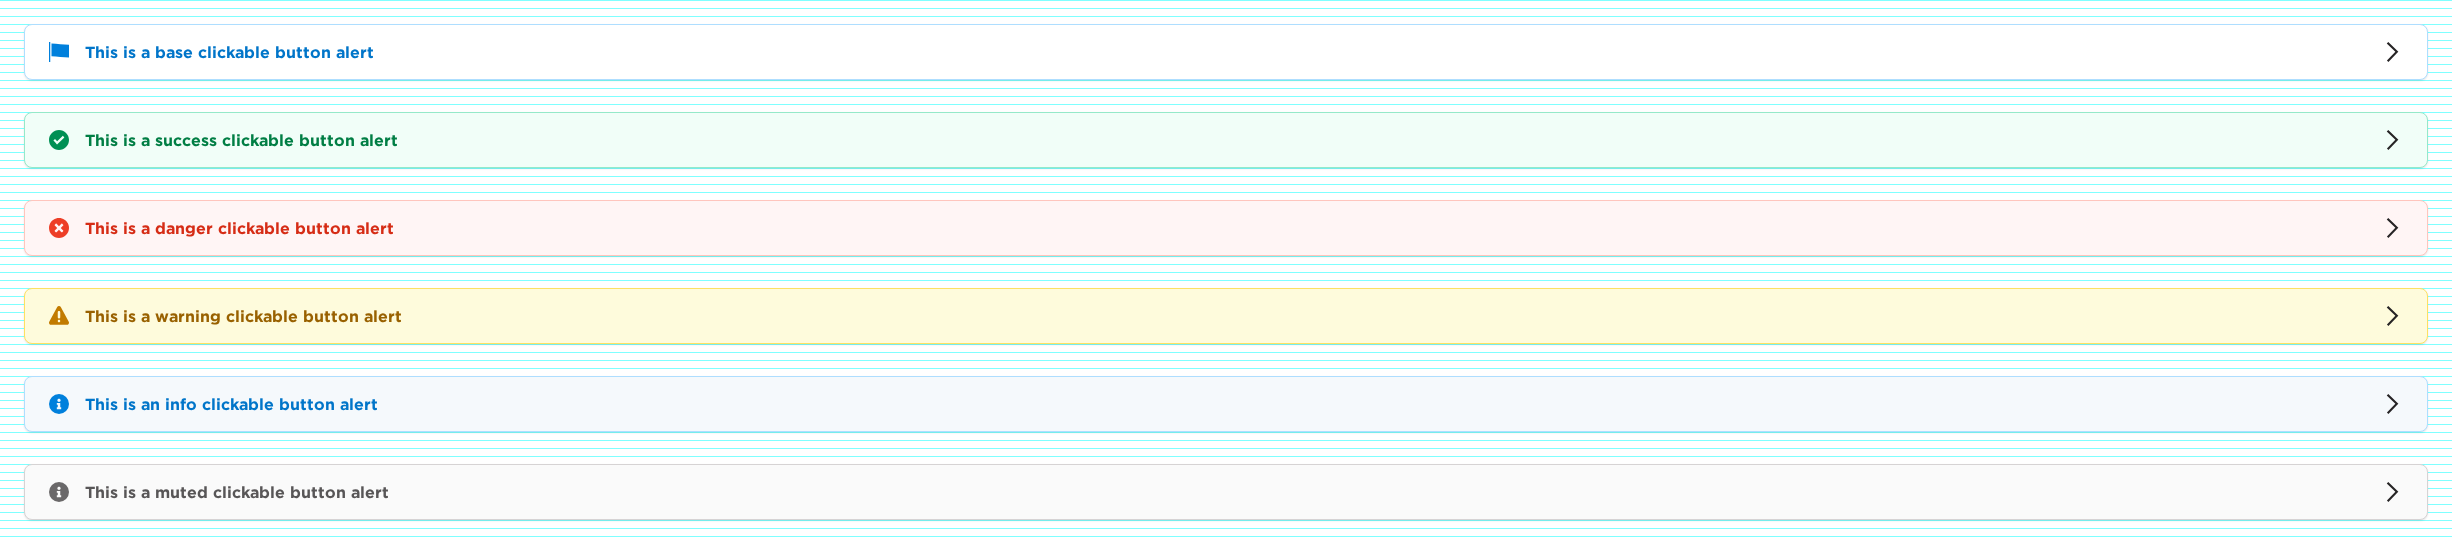 This is a base clickable button alert
This is a success clickable button alert
This is a danger clickable button alert
This is a warning clickable button alert
This is an info clickable button alert
This is a muted clickable button alert